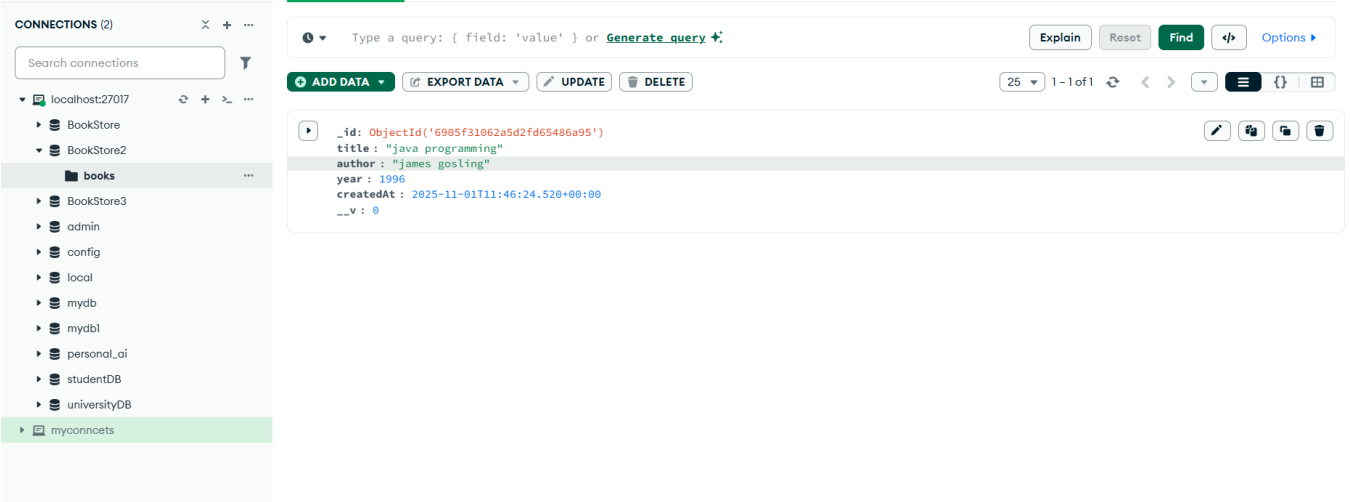 CONNECTIONS (2)
Search connections
localhost:27017
BookStore
BookStore2
books
BookStore3
admin
config
local
mydb
mydb1
personal_ai
studentDB
universityDB
myconncets
Type a query: { field: 'value' } or Generate query
Explain
Reset
Find
</>
Options
ADD DATA
EXPORT DATA
UPDATE
DELETE
25
1 – 1 of 1
{}
_id: ObjectId('6905f31062a5d2fd65486a95')
title : "java programming"
author : "james gosling"
year : 1996
createdAt : 2025-11-01T11:46:24.520+00:00
__v : 0